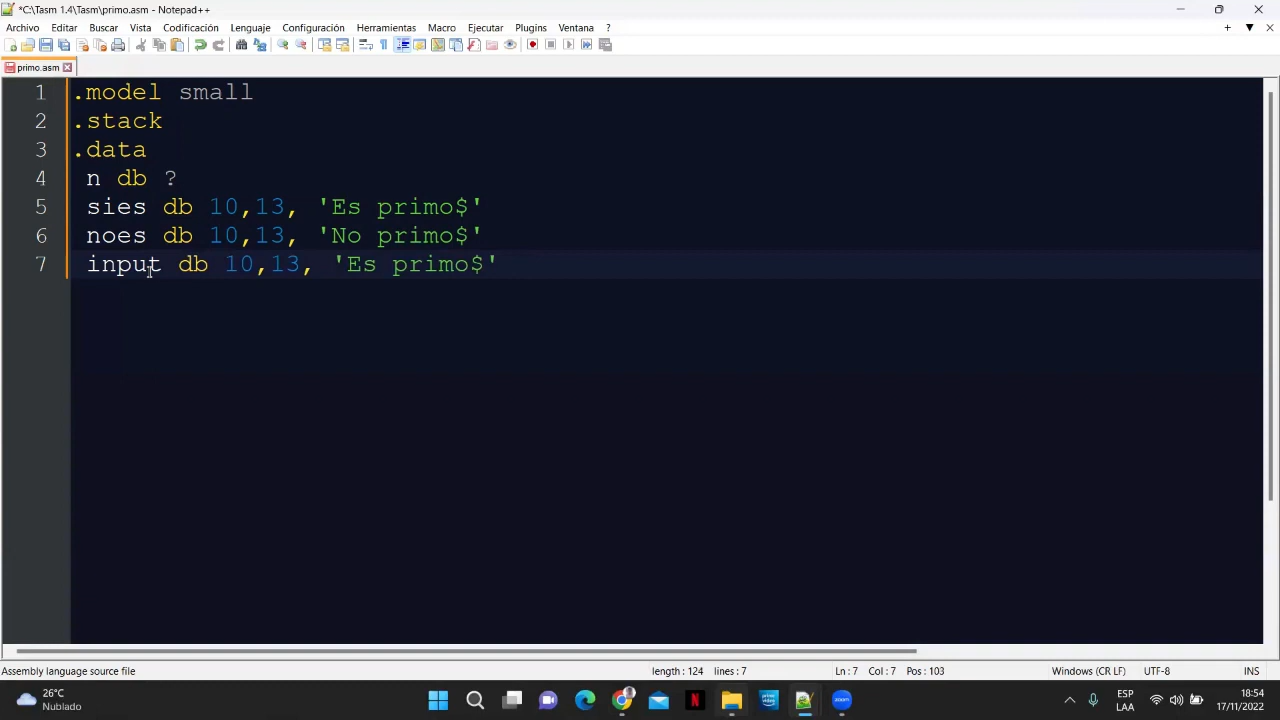 *C:\Tasm 1.4\Tasm\primo.asm - Notepad++
Archivo Editar Buscar Vista Codificación Lenguaje Configuración Herramientas Macro Ejecutar Plugins Ventana ?
primo.asm
1 .model small
2 .stack
3 .data
4 n db ?
5 sies db 10,13, 'Es primo$'
6 noes db 10,13, 'No primo$'
7 input db 10,13, 'Es primo$'
Assembly language source file length : 124 lines : 7 Ln : 7 Col : 7 Pos : 103 Windows (CR LF) UTF-8 INS
26°C ESP 18:54
Nublado LAA 17/11/2022